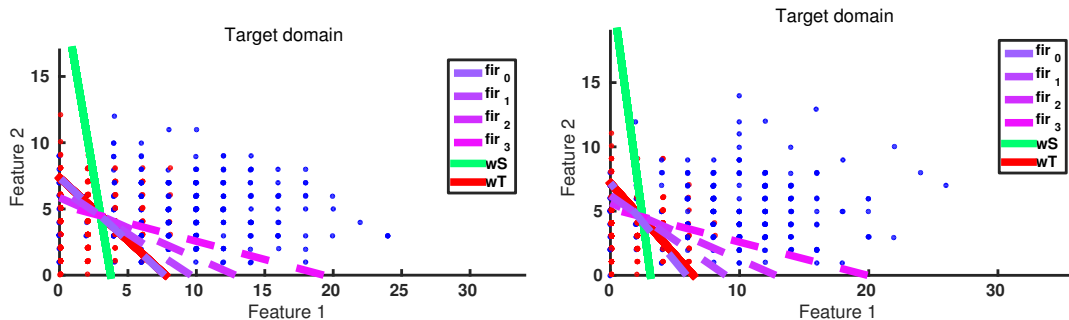 Target domain
15
10
5
0
0
5
10
15
20
25
30
Feature 1
Feature 2
fir 0
fir 1
fir 2
fir 3
wS
wT
Target domain
15
10
5
0
0
10
20
30
Feature 1
Feature 2
fir 0
fir 1
fir 2
fir 3
wS
wT